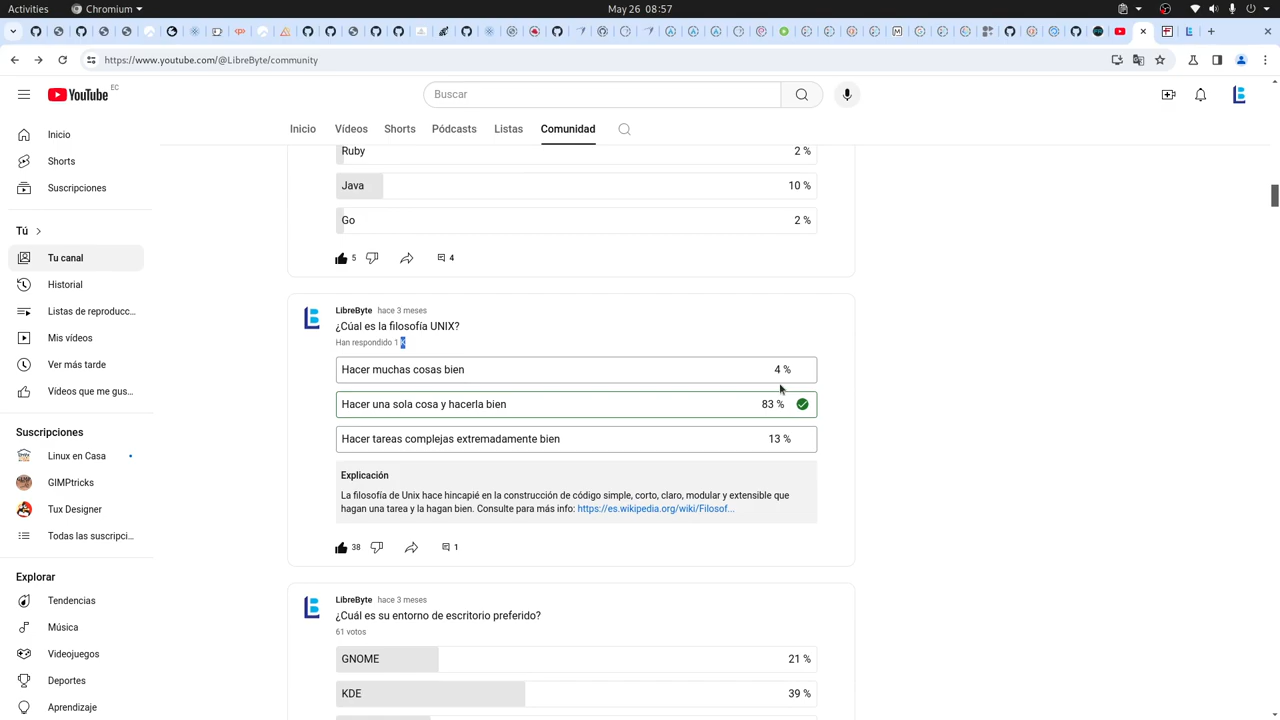 Activities
Chromium
May 26 08:57
https://www.youtube.com/@LibreByte/community
YouTube
EC
Buscar
Inicio
Vídeos
Shorts
Pódcasts
Listas
Comunidad
Inicio
Shorts
Suscripciones
Tú
Tu canal
Historial
Listas de reproducc...
Mis vídeos
Ver más tarde
Vídeos que me gus...
Suscripciones
Linux en Casa
GIMPtricks
Tux Designer
Todas las suscripci...
Explorar
Tendencias
Música
Videojuegos
Deportes
Aprendizaje
Ruby 2 %
Java 10 %
Go 2 %
5
4
LibreByte hace 3 meses
¿Cúal es la filosofía UNIX?
Han respondido 1 K
Hacer muchas cosas bien 4 %
Hacer una sola cosa y hacerla bien 83 %
Hacer tareas complejas extremadamente bien 13 %
Explicación
La filosofía de Unix hace hincapié en la construcción de código simple, corto, claro, modular y extensible que
hagan una tarea y la hagan bien. Consulte para más info: https://es.wikipedia.org/wiki/Filosof...
38
1
LibreByte hace 3 meses
¿Cuál es su entorno de escritorio preferido?
61 votos
GNOME 21 %
KDE 39 %